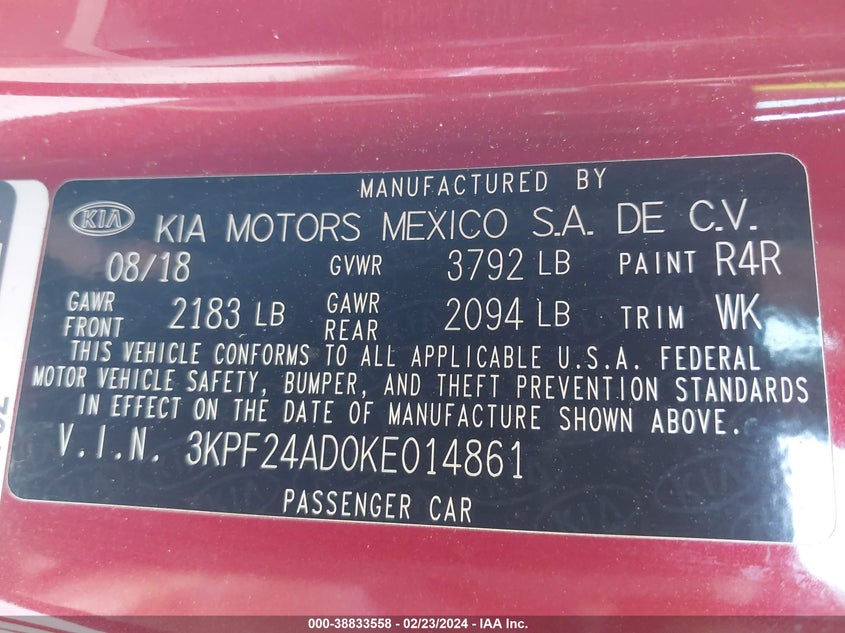 MANUFACTURED BY
KIA KIA MOTORS MEXICO S.A. DE C.V.
08/18 GVWR 3792 LB PAINT R4R
GAWR FRONT 2183 LB GAWR REAR 2094 LB TRIM WK
THIS VEHICLE CONFORMS TO ALL APPLICABLE U.S.A. FEDERAL
MOTOR VEHICLE SAFETY, BUMPER, AND THEFT PREVENTION STANDARDS
IN EFFECT ON THE DATE OF MANUFACTURE SHOWN ABOVE.
V.I.N. 3KPF24AD0KE014861
PASSENGER CAR
000-38833558 - 02/23/2024 - IAA Inc.